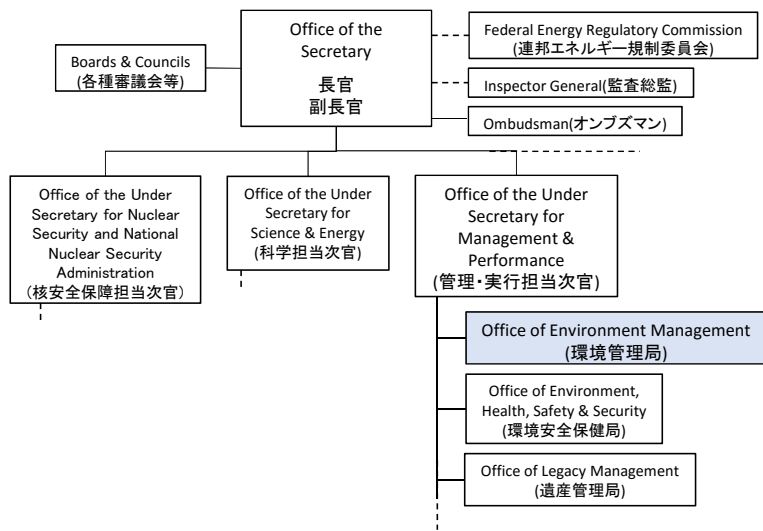 Office of the
Secretary
長官
副長官
Boards & Councils
(各種審議会等)
Federal Energy Regulatory Commission
(連邦エネルギー規制委員会)
Inspector General(監査総監)
Ombudsman(オンブズマン)
Office of the Under
Secretary for Nuclear
Security and National
Nuclear Security
Administration
(核安全保障担当次官)
Office of the Under
Secretary for
Science & Energy
(科学担当次官)
Office of the Under
Secretary for
Management &
Performance
(管理・実行担当次官)
Office of Environment Management
(環境管理局)
Office of Environment,
Health, Safety & Security
(環境安全保健局)
Office of Legacy Management
(遺産管理局)